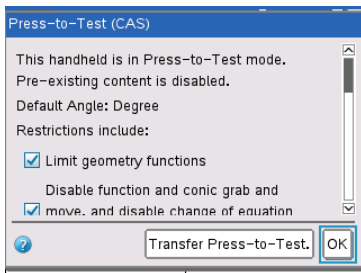 Press-to-Test (CAS)
This handheld is in Press-to-Test mode.
Pre-existing content is disabled.
Default Angle: Degree
Restrictions include:
Limit geometry functions
Disable function and conic grab and
move, and disable change of equation
Transfer Press-to-Test.
OK